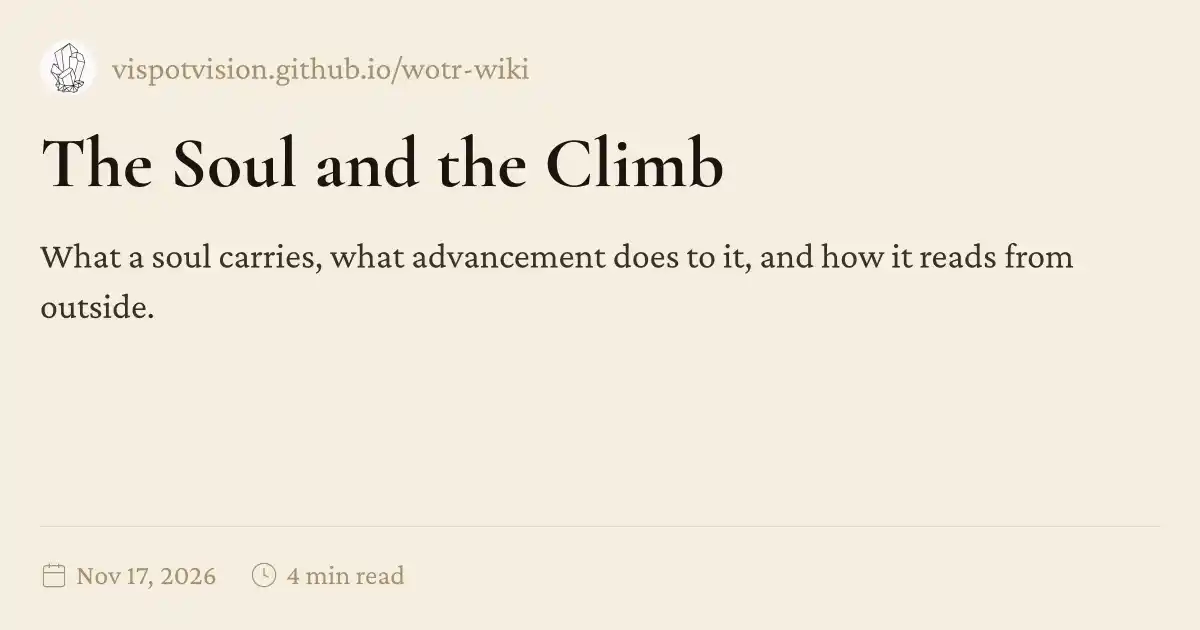 vispotvision.github.io/wotr-wiki
The Soul and the Climb
What a soul carries, what advancement does to it, and how it reads from
outside.
Nov 17, 2026
4 min read